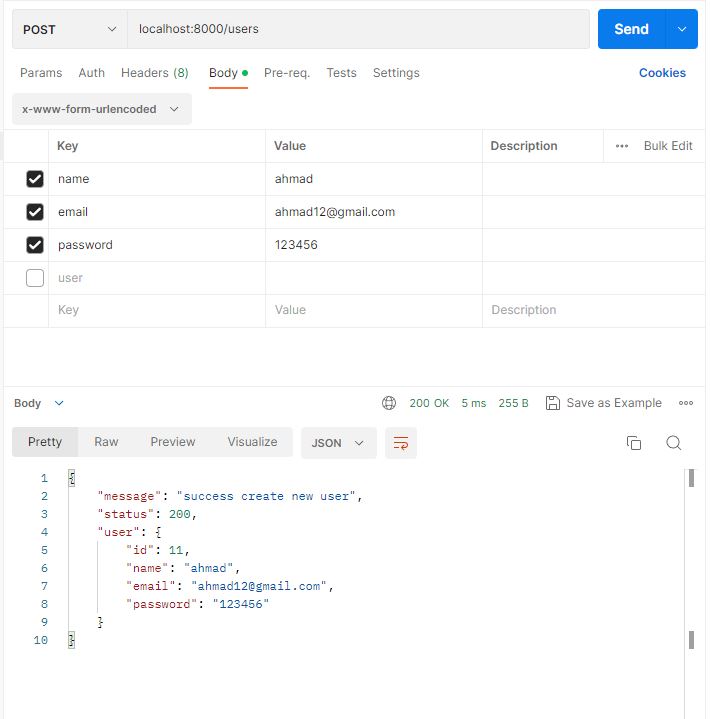 POST localhost:8000/users Send
Params Auth Headers (8) Body Pre-req. Tests Settings Cookies
x-www-form-urlencoded
Key Value Description ••• Bulk Edit
name ahmad
email ahmad12@gmail.com
password 123456
user
Key Value Description
Body 200 OK 5 ms 255 B Save as Example •••
Pretty Raw Preview Visualize JSON
1 {
2 "message": "success create new user",
3 "status": 200,
4 "user": {
5 "id": 11,
6 "name": "ahmad",
7 "email": "ahmad12@gmail.com",
8 "password": "123456"
9 }
10 }